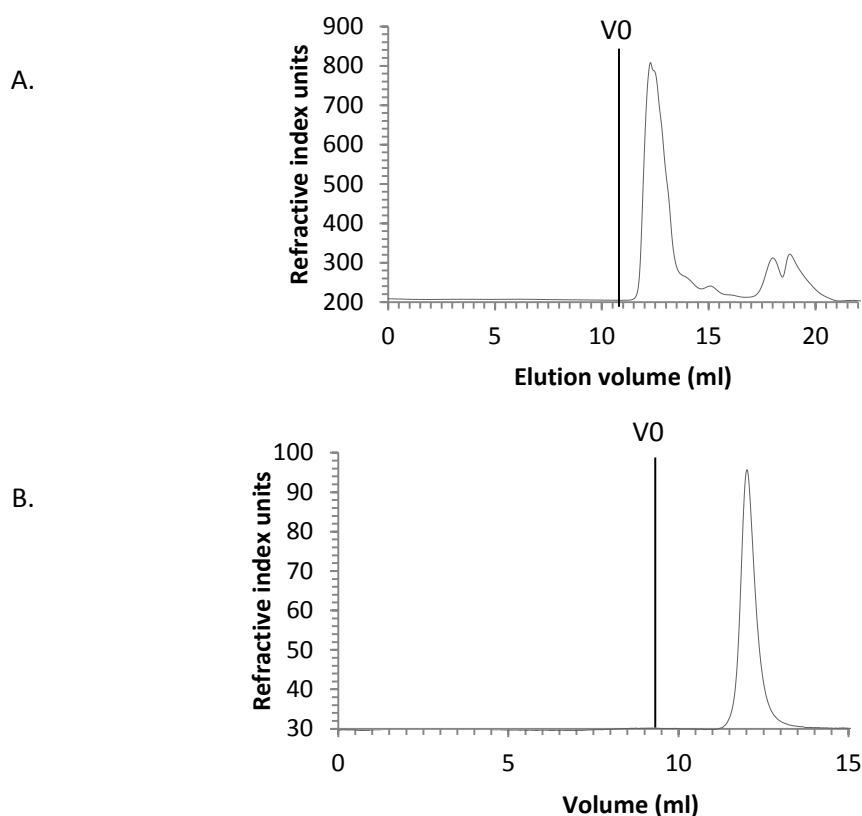 A.
V0
Refractive index units
900
800
700
600
500
400
300
200
0 5 10 15 20
Elution volume (ml)
B.
V0
Refractive index units
100
90
80
70
60
50
40
30
0 5 10 15
Volume (ml)